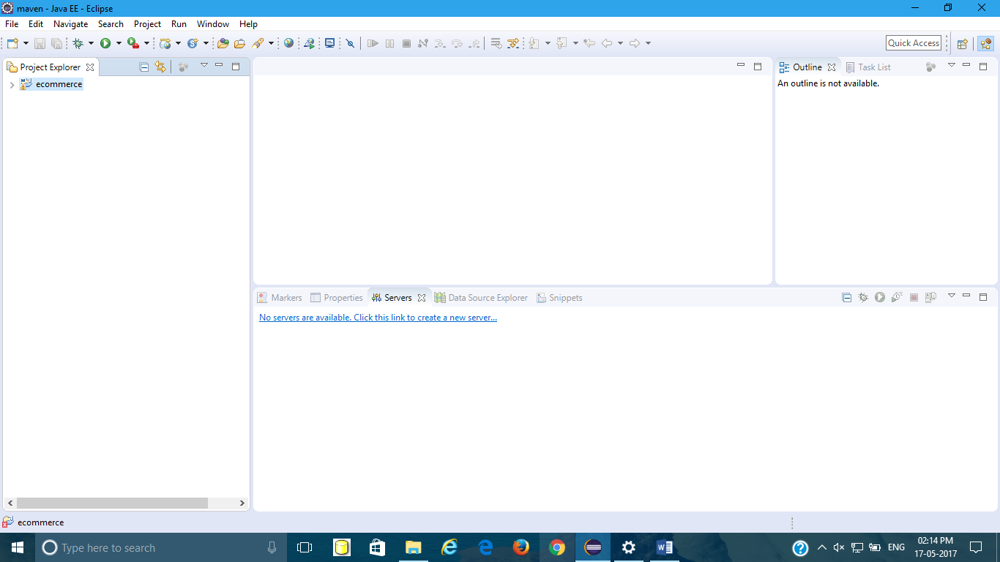 maven - Java EE - Eclipse
File Edit Navigate Search Project Run Window Help
Quick Access
Project Explorer
ecommerce
Outline Task List
An outline is not available.
Markers Properties Servers Data Source Explorer Snippets
No servers are available. Click this link to create a new server...
ecommerce
Type here to search
ENG
02:14 PM
17-05-2017